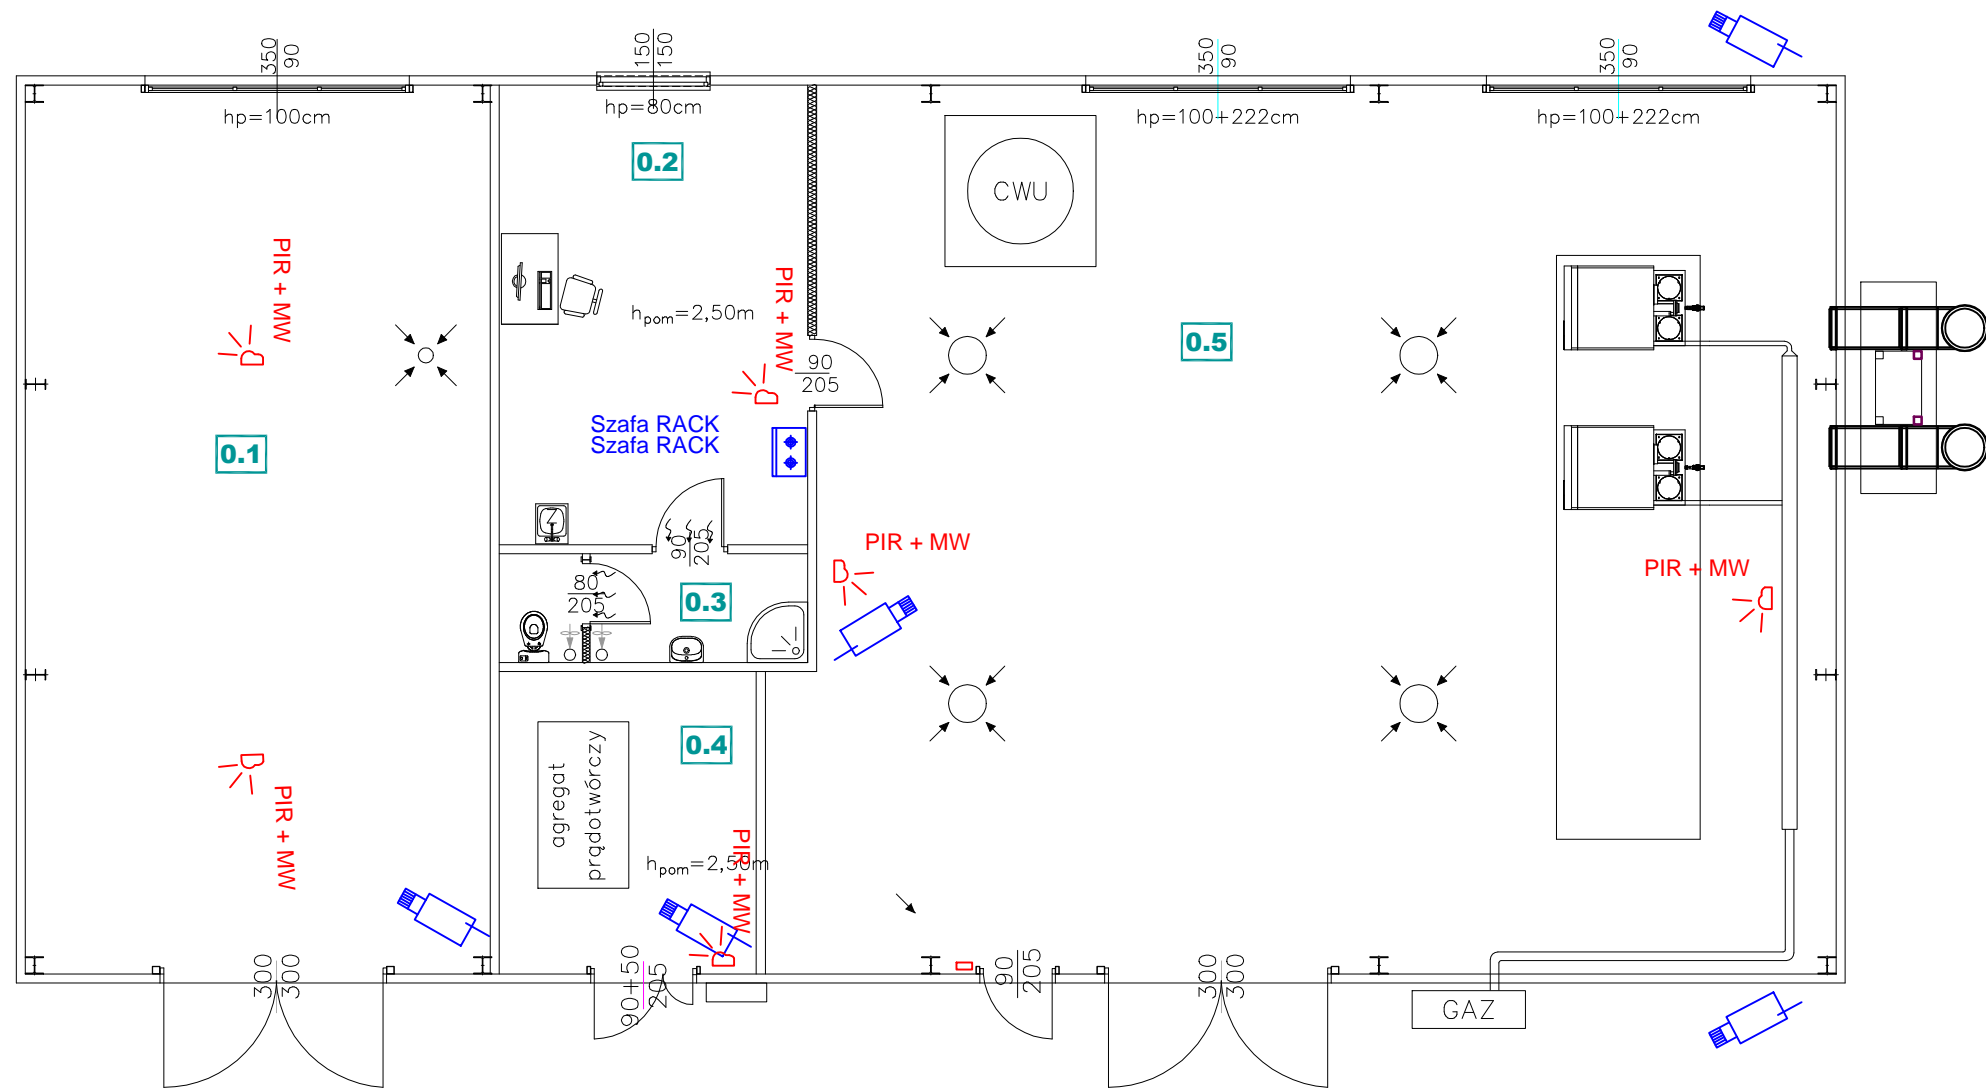 350
90
150
150
350
90
350
90
hp=100cm
hp=80cm
hp=100+222cm
hp=100+222cm
0.2
CWU
PIR + MW
PIR + MW
hpom=2,50m
0.5
90
205
Szafa RACK
Szafa RACK
0.1
90
205
PIR + MW
PIR + MW
80
205
0.3
0.4
agregat
prądotwórczy
PIR + MW
PIR + MW
hpom=2,50m
300
300
90+50
205
90
205
300
300
GAZ